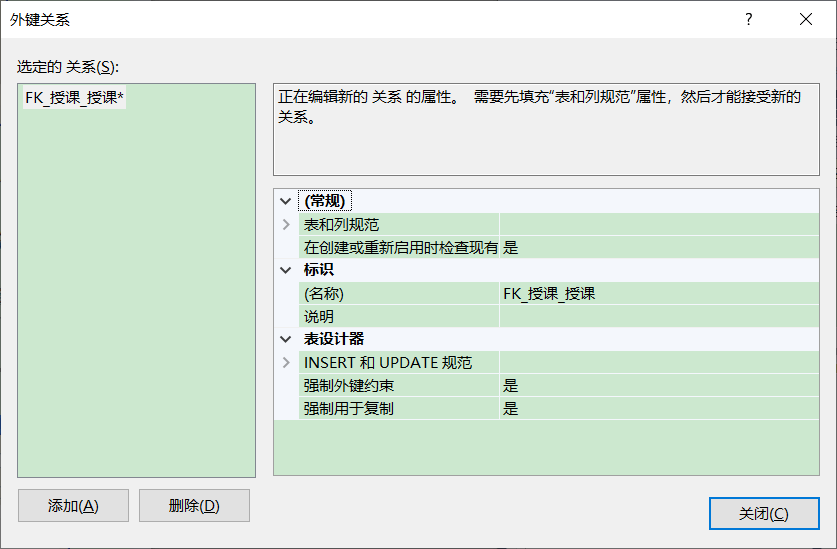 外键关系
?
选定的 关系(S):
FK_授课_授课*
正在编辑新的 关系 的属性。 需要先填充“表和列规范”属性，然后才能接受新的
关系。
(常规)
表和列规范
在创建或重新启用时检查现有 是
标识
(名称) FK_授课_授课
说明
表设计器
INSERT 和 UPDATE 规范
强制外键约束 是
强制用于复制 是
添加(A) 删除(D)
关闭(C)